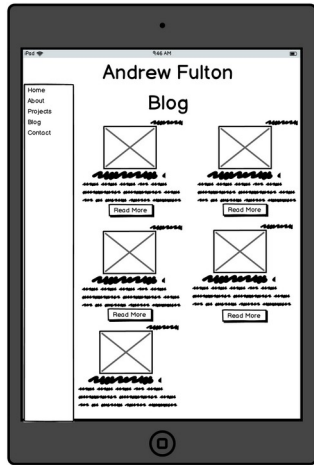 iPad 9:46 AM
Andrew Fulton
Home
About
Projects
Blog
Contact
Blog
Read More
Read More
Read More
Read More